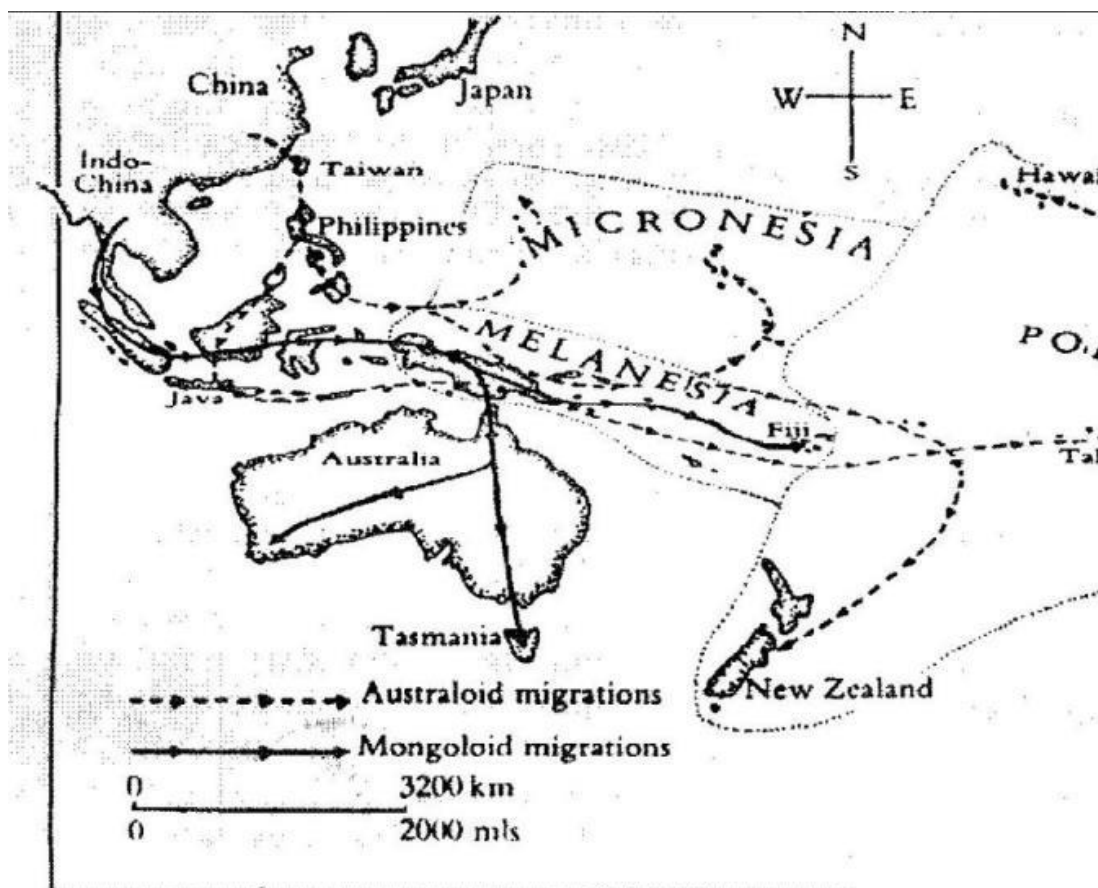 N
China
Japan
W E
Indo-
China
Taiwan
S
Hawai
Philippines
MICRONESIA
MELANESIA
PO
Java
Fiji
Australia
Tal
Tasmania
New Zealand
Australoid migrations
Mongoloid migrations
0 3200 km
0 2000 mls